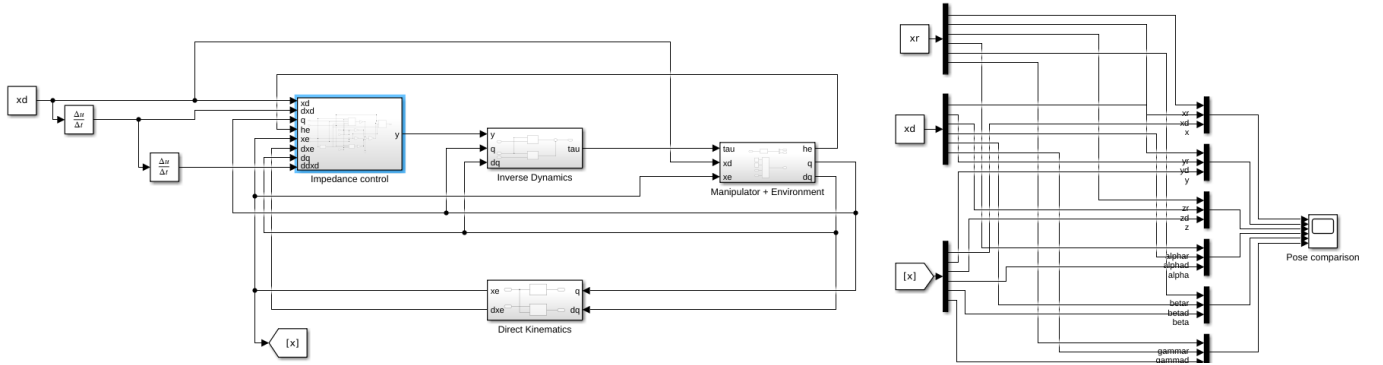 xd
Δu
Δt
Δu
Δt
xd
dxd
q
he
xe
dxe
dq
ddxd
y
Impedance control
y
q
dq
tau
Inverse Dynamics
tau
xd
xe
he
q
dq
Manipulator + Environment
xe
dxe
q
dq
Direct Kinematics
[x]
xr
xd
[x]
xr
xd
x
yr
yd
y
zr
zd
z
alphar
alphad
alpha
betar
betad
beta
gammar
gammad
Pose comparison